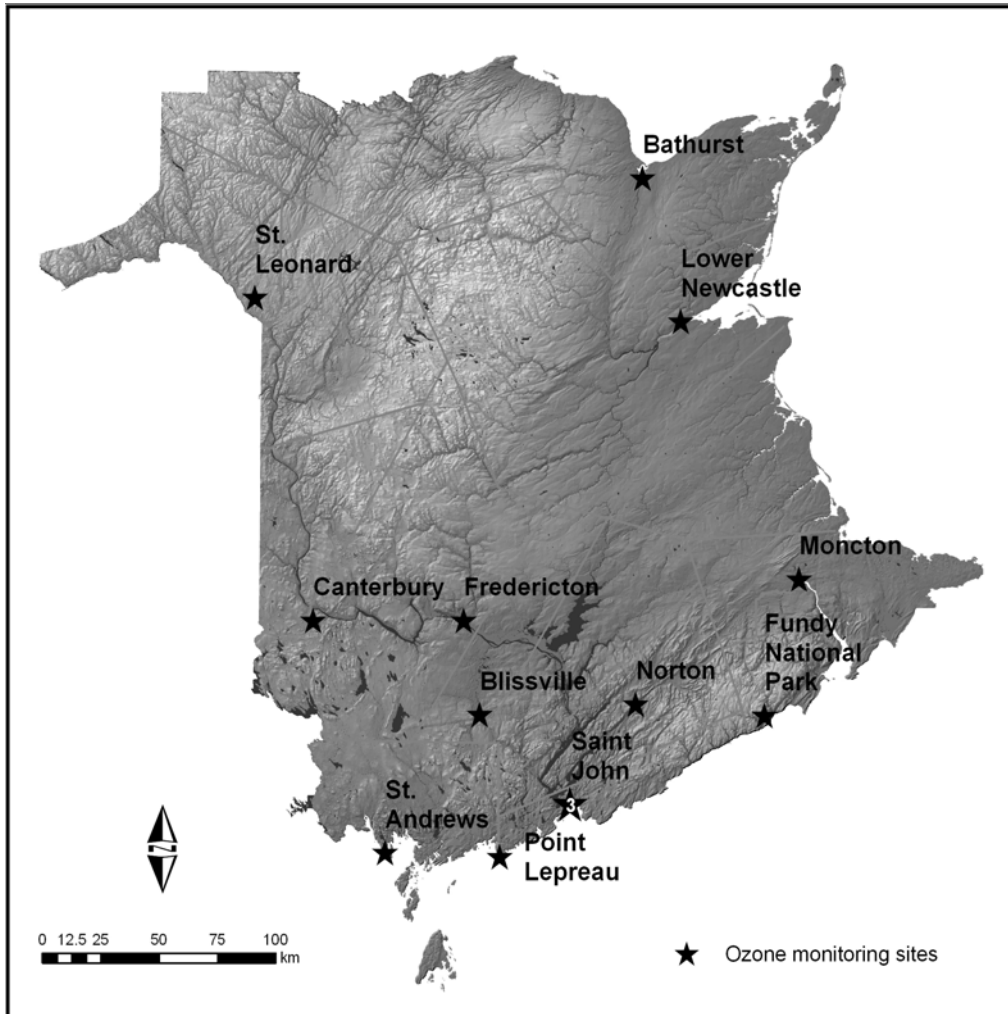 Bathurst
St.
Leonard
Lower
Newcastle
Moncton
Canterbury
Fredericton
Fundy
National
Park
Blissville
Norton
Saint
John
3
St.
Andrews
Point
Lepreau
N
0 12.5 25 50 75 100
km
Ozone monitoring sites